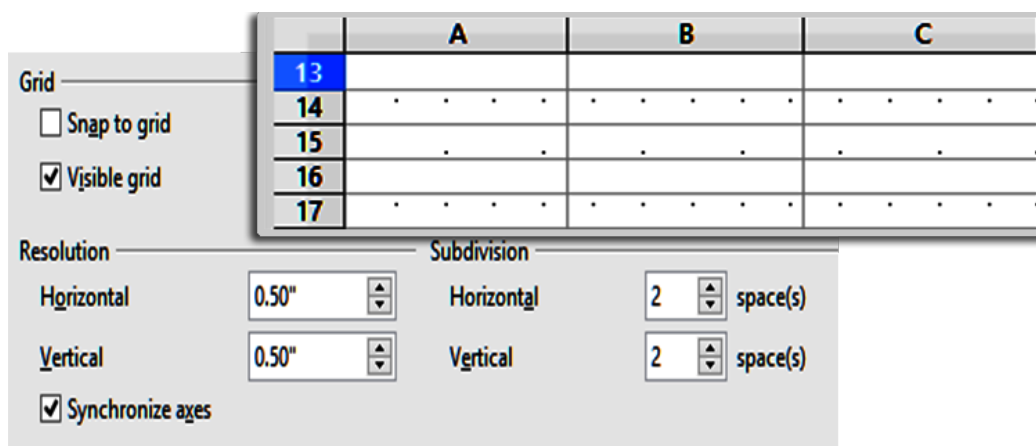 A B C
13
14
15
16
17
Grid
Snap to grid
Visible grid
Resolution
Subdivision
Horizontal 0.50" Horizontal 2 space(s)
Vertical 0.50" Vertical 2 space(s)
Synchronize axes